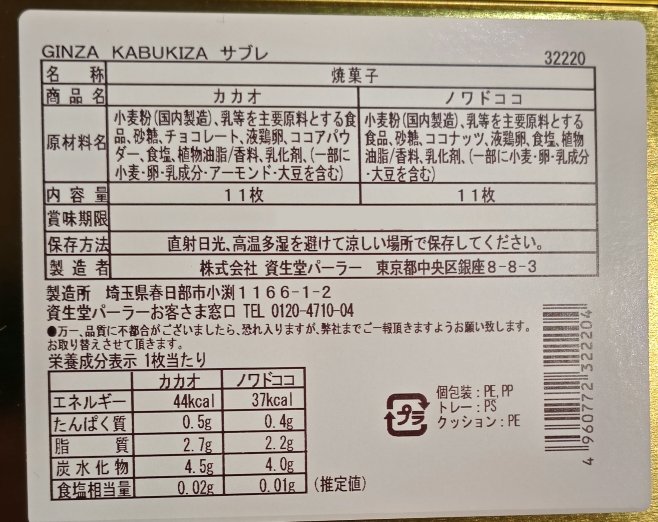 GINZA KABUKIZA サブレ
32220
名 称 焼菓子
商品名 カカオ ノワドココ
原材料名
小麦粉(国内製造)、乳等を主要原料とする食
品、砂糖、チョコレート、液鶏卵、ココアパウ
ダー、食塩、植物油脂/香料、乳化剤、(一部に
小麦・卵・乳成分・アーモンド・大豆を含む)
小麦粉(国内製造)、乳等を主要原料とする
食品、砂糖、ココナッツ、液鶏卵、食塩、植物
油脂/香料、乳化剤、(一部に小麦・卵・乳成分
・大豆を含む)
内容量 11枚 11枚
賞味期限
保存方法 直射日光、高温多湿を避けて涼しい場所で保存してください。
製造者 株式会社 資生堂パーラー 東京都中央区銀座8-8-3
製造所 埼玉県春日部市小渕1166-1-2
資生堂パーラーお客さま窓口 TEL 0120-4710-04
●万一、品質に不都合がございましたら、恐れ入りますが、弊社までご一報頂きますようお願い致します。
お取り替えさせて頂きます。
栄養成分表示 1枚当たり
カカオ ノワドココ
エネルギー 44kcal 37kcal
たんぱく質 0.5g 0.4g
脂 質 2.7g 2.2g
炭水化物 4.5g 4.0g
食塩相当量 0.02g 0.01g (推定値)
プラ
個包装:PE,PP
トレー:PS
クッション:PE
4960772322204